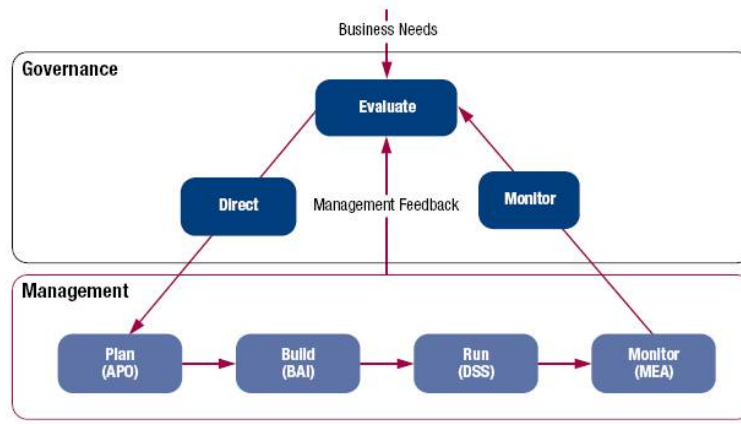 Business Needs
Governance
Evaluate
Direct
Management Feedback
Monitor
Management
Plan
(APO)
Build
(BAI)
Run
(DSS)
Monitor
(MEA)